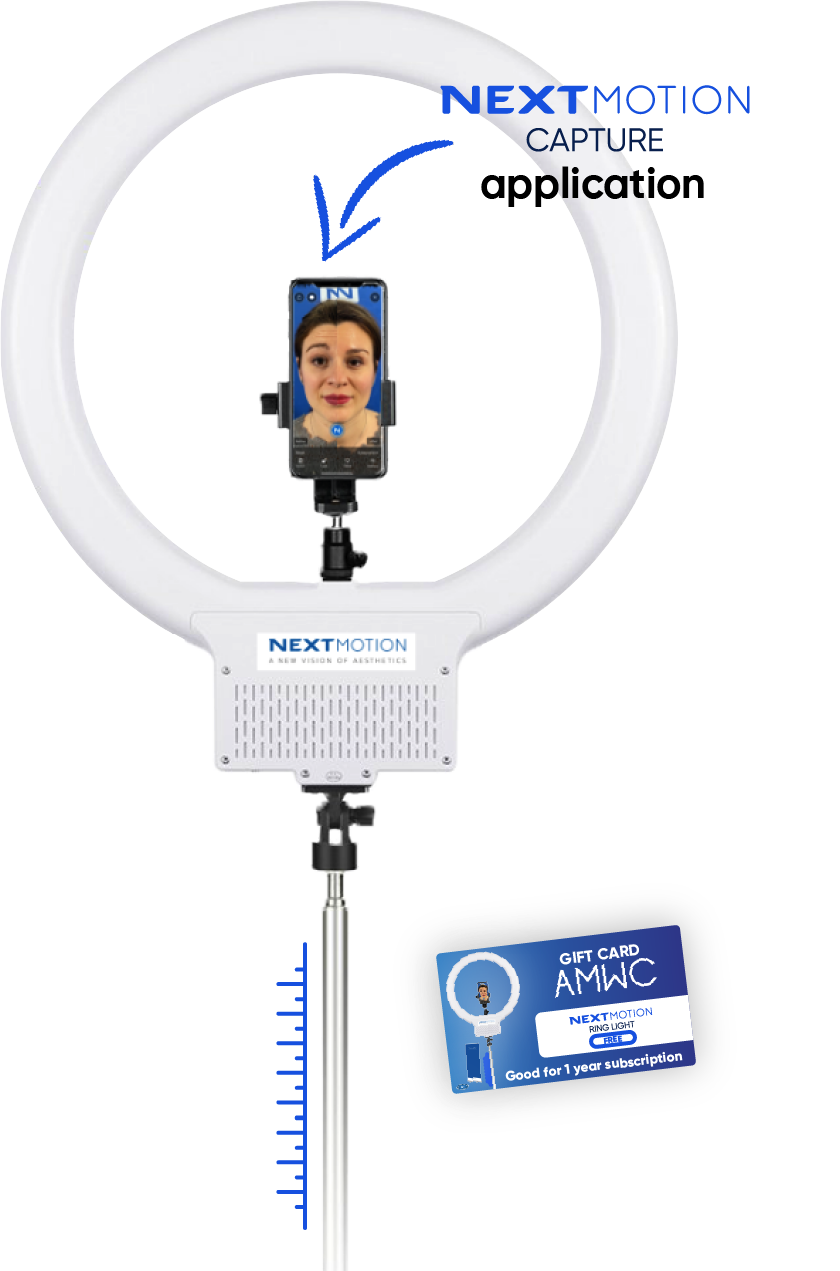 NEXTMOTION
CAPTURE
application
NEXTMOTION
A NEW VISION OF AESTHETICS
GIFT CARD
AMWC
NEXTMOTION
RING LIGHT
FREE
Good for 1 year subscription